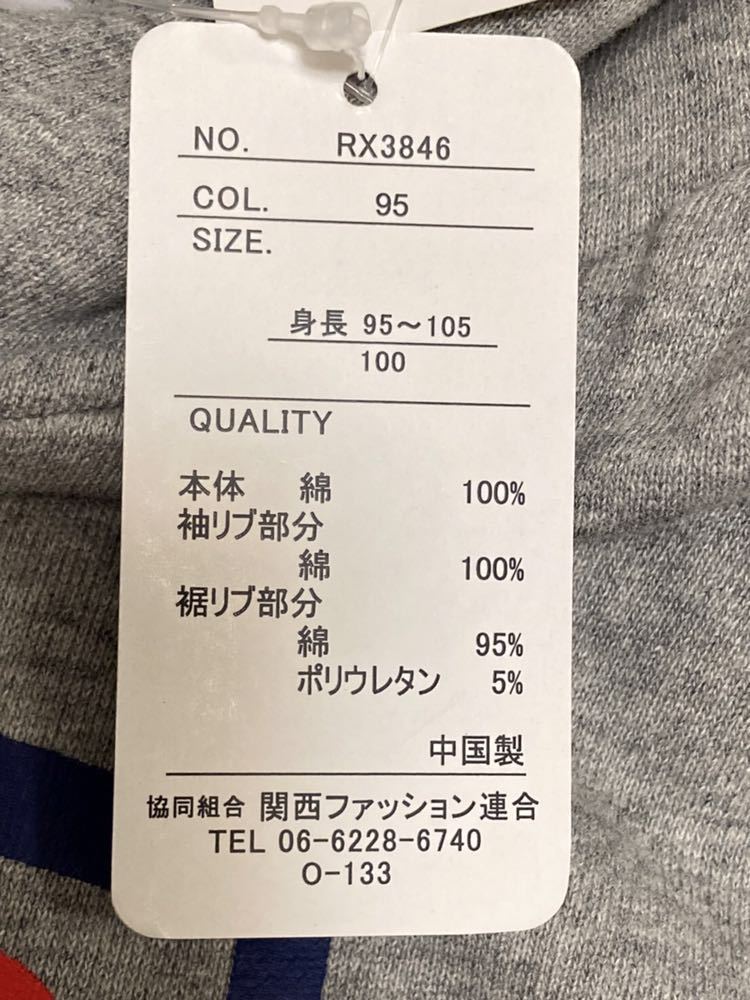 NO. RX3846
COL. 95
SIZE.
身長 95〜105
100
QUALITY
本体 綿 100%
袖リブ部分
綿 100%
裾リブ部分
綿 95%
ポリウレタン 5%
中国製
協同組合 関西ファッション連合
TEL 06-6228-6740
O-133